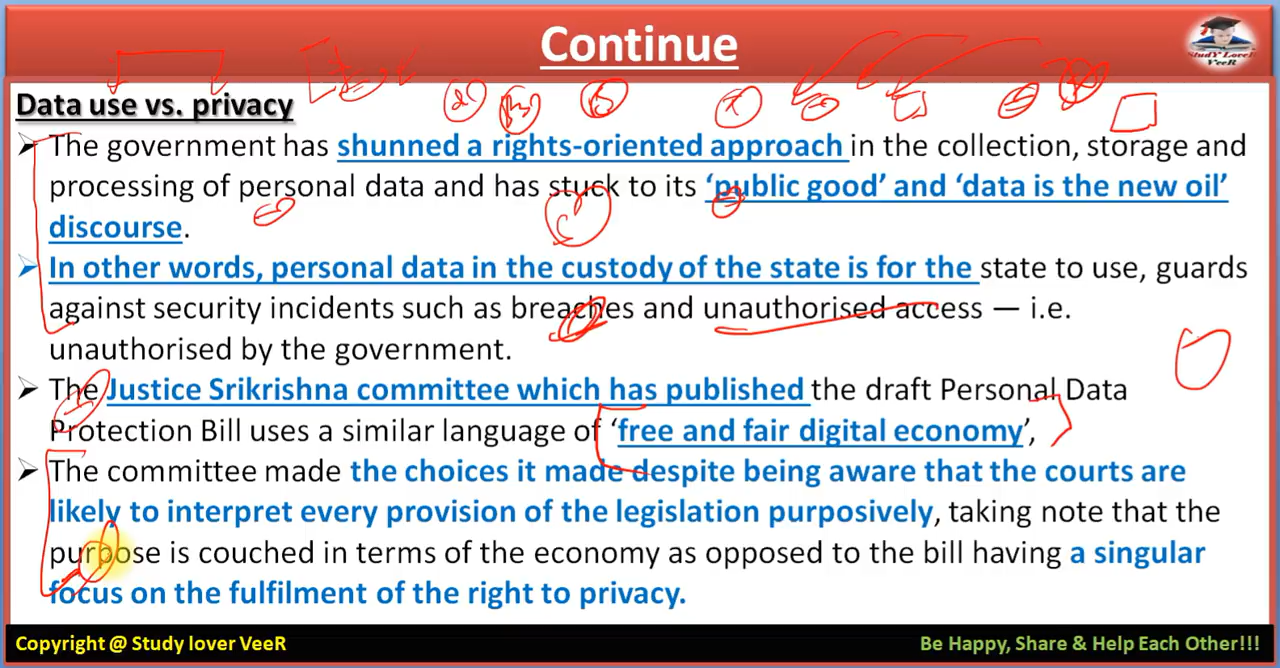 Continue
StudY LoveR
VeeR
Data use vs. privacy
➢ The government has shunned a rights-oriented approach in the collection, storage and
processing of personal data and has stuck to its ‘public good’ and ‘data is the new oil’
discourse.
➢ In other words, personal data in the custody of the state is for the state to use, guards
against security incidents such as breaches and unauthorised access — i.e.
unauthorised by the government.
➢ The Justice Srikrishna committee which has published the draft Personal Data
Protection Bill uses a similar language of ‘free and fair digital economy’,
➢ The committee made the choices it made despite being aware that the courts are
likely to interpret every provision of the legislation purposively, taking note that the
purpose is couched in terms of the economy as opposed to the bill having a singular
focus on the fulfilment of the right to privacy.
Copyright @ Study lover VeeR
Be Happy, Share & Help Each Other!!!